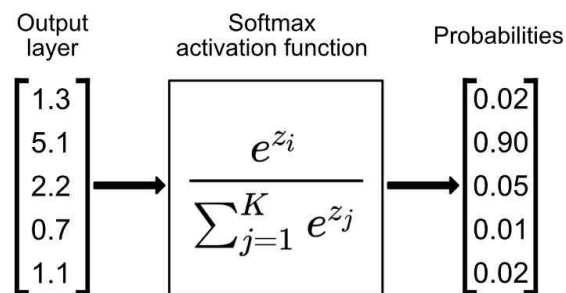 Output
layer
Softmax
activation function
Probabilities
1.3
5.1
2.2
0.7
1.1
e^{z_i}
∑_{j=1}^{K} e^{z_j}
0.02
0.90
0.05
0.01
0.02